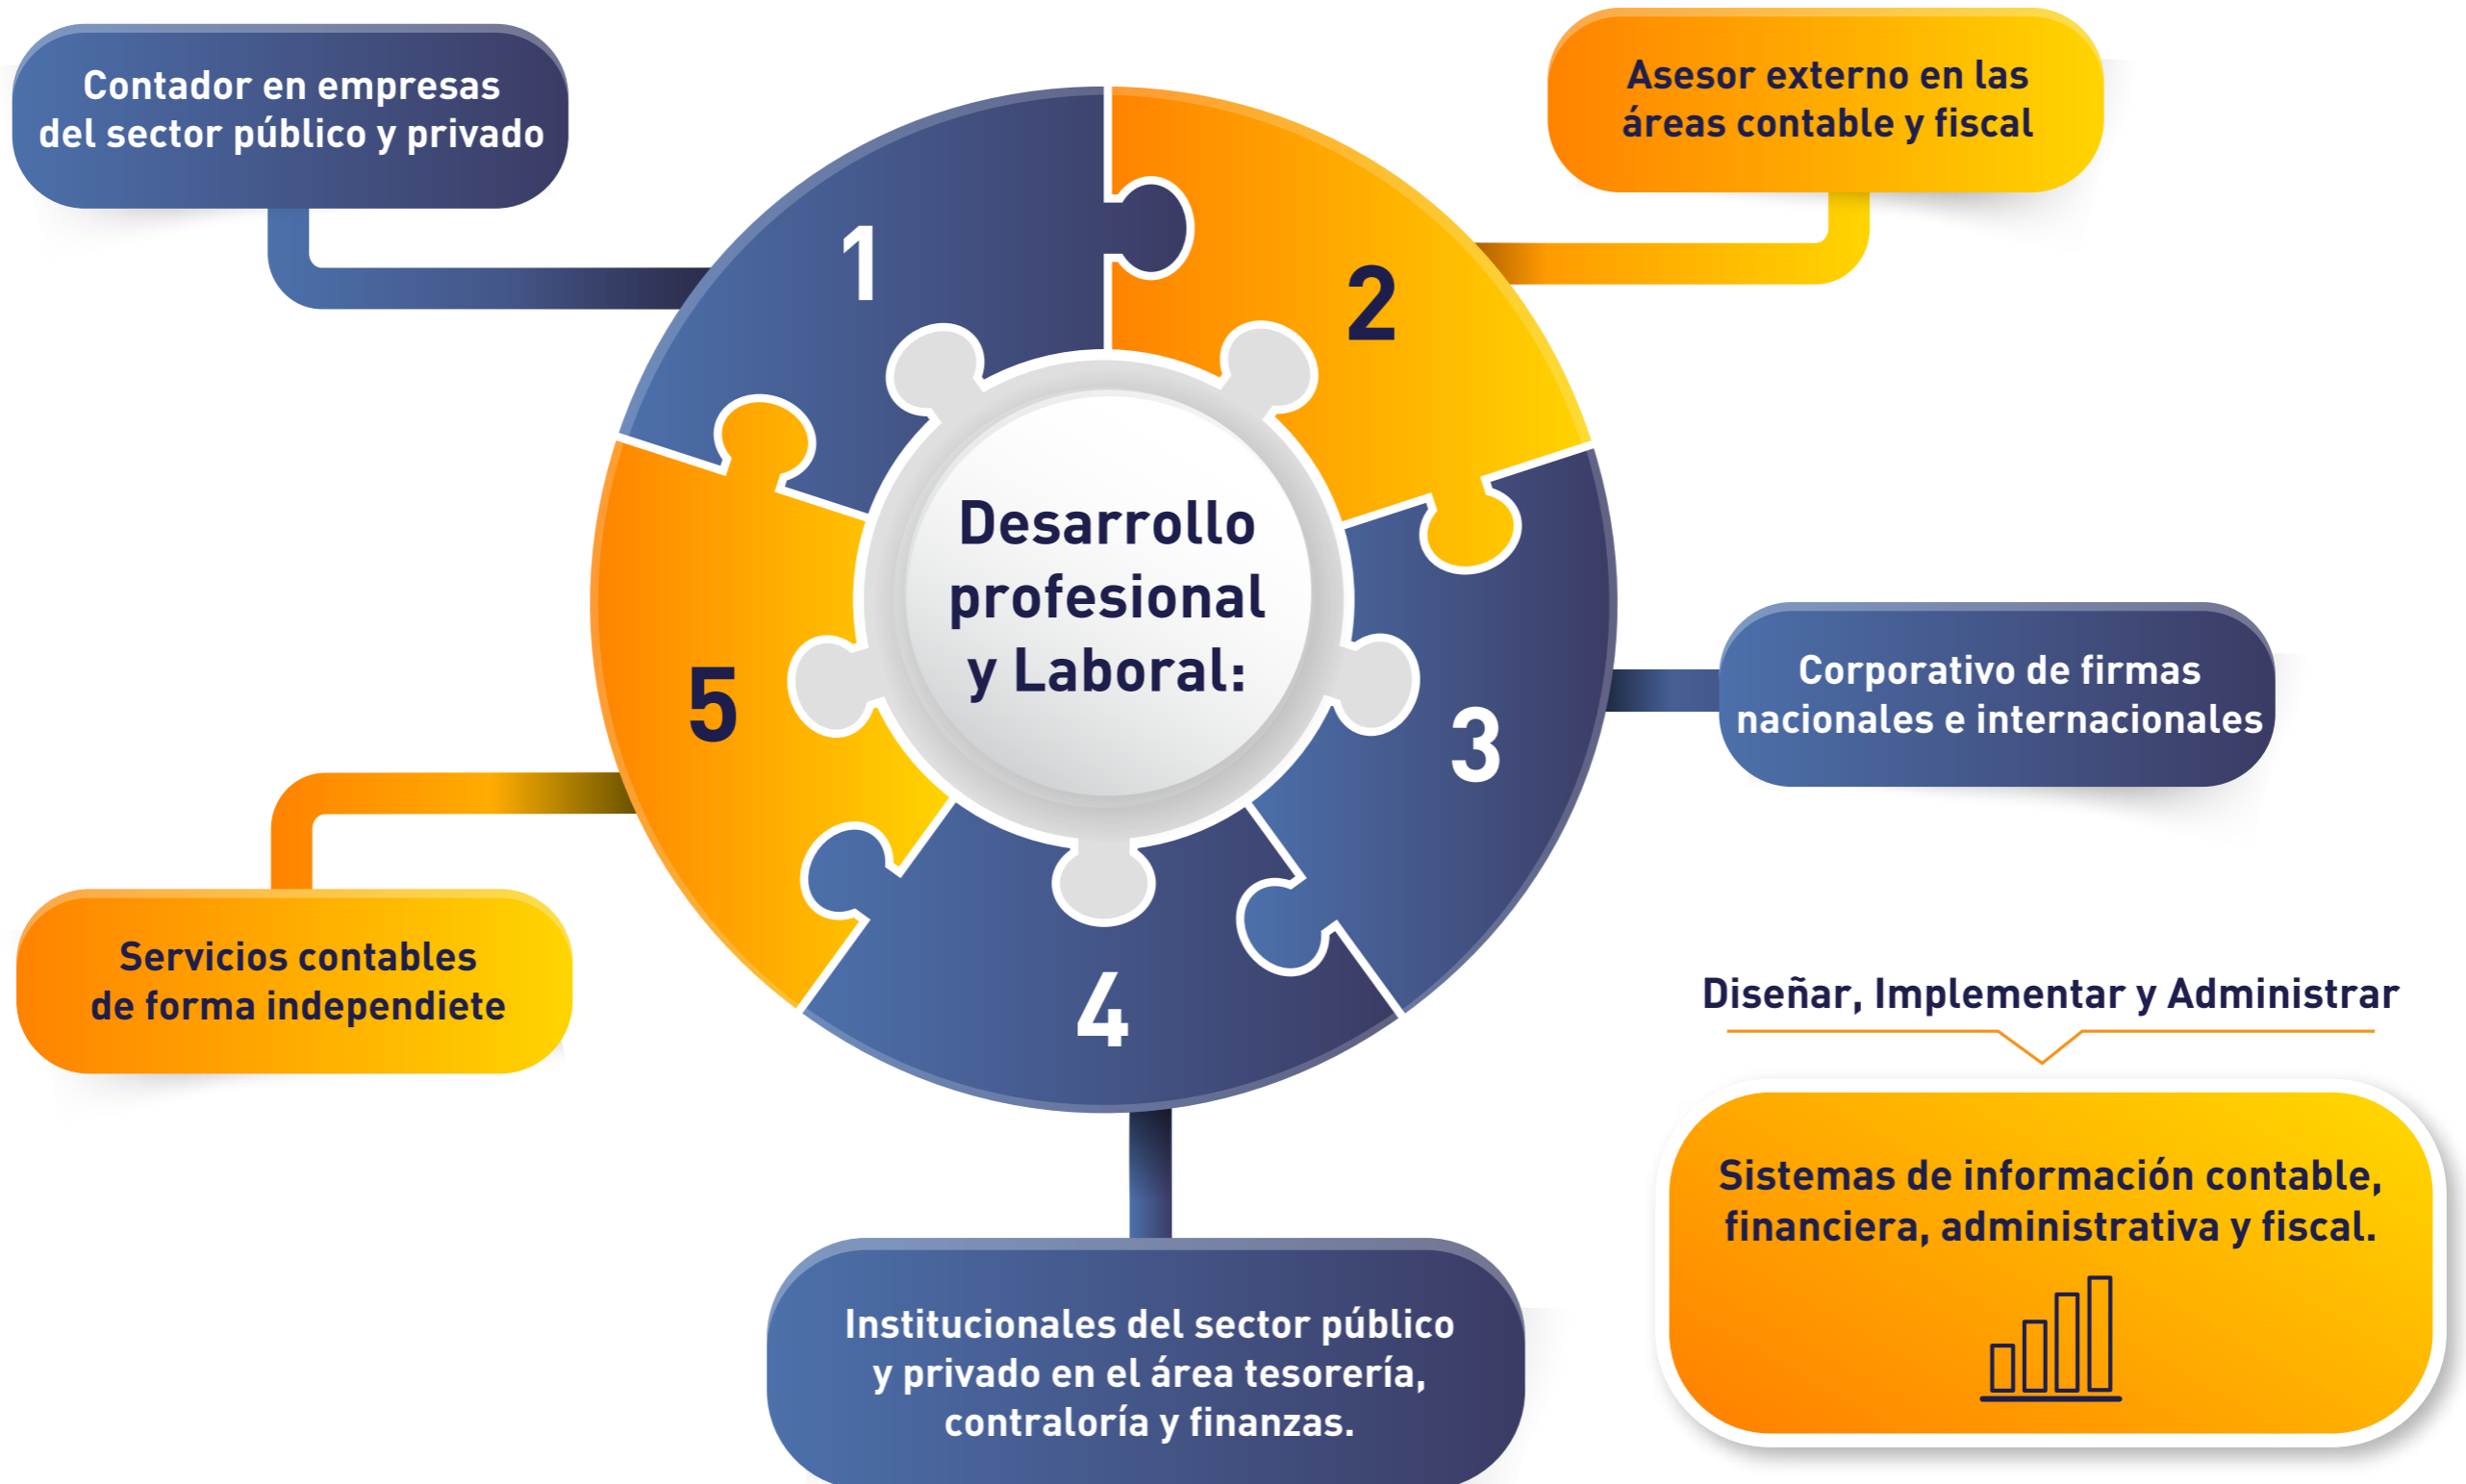 Contador en empresas
del sector público y privado
Asesor externo en las
áreas contable y fiscal
1
2
Desarrollo
profesional
y Laboral:
5
3
Corporativo de firmas
nacionales e internacionales
Servicios contables
de forma independiete
4
Diseñar, Implementar y Administrar
Sistemas de información contable,
financiera, administrativa y fiscal.
Institucionales del sector público
y privado en el área tesorería,
contraloría y finanzas.